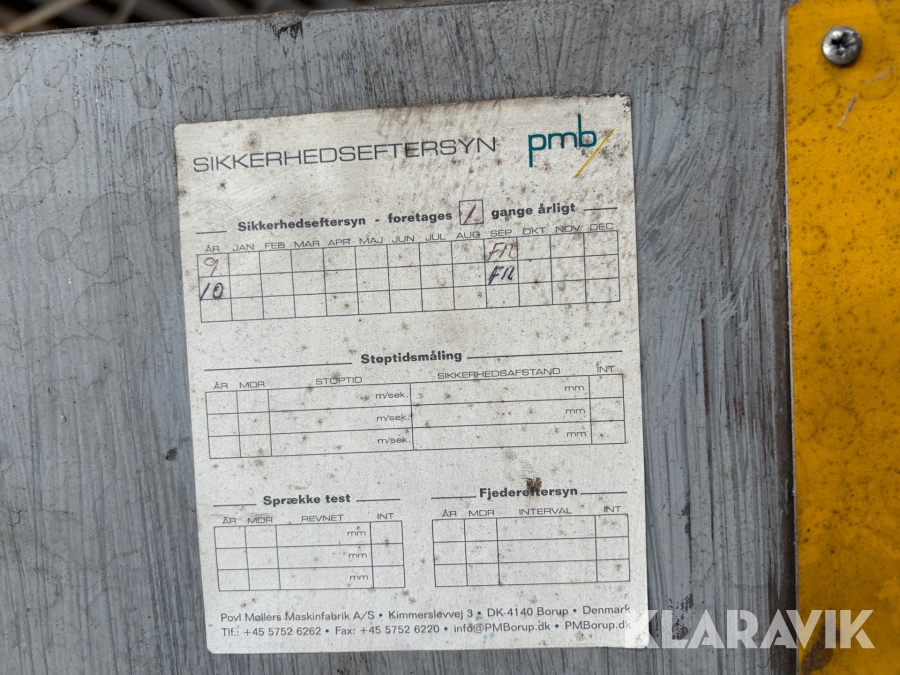 SIKKERHEDSEFTERSYN
pmb
Sikkerhedseftersyn - foretages 1 gange årligt
ÅR JAN FEB MAR APR MAJ JUN JUL AUG SEP OKT NOV DEC
9 FR
10 FR
Stoptidsmåling
ÅR MDR STOPTID SIKKERHEDSAFSTAND INT
m/sek. mm
m/sek. mm
m/sek. mm
Sprække test
ÅR MDR REVNET INT
mm
mm
mm
Fjedereftersyn
ÅR MDR INTERVAL INT
Povl Møllers Maskinfabrik A/S • Kimmerslevvej 3 • DK-4140 Borup • Denmark
Tlf.: +45 5752 6262 • Fax: +45 5752 6220 • info@PMBorup.dk • PMBorup.dk
KLARAVIK